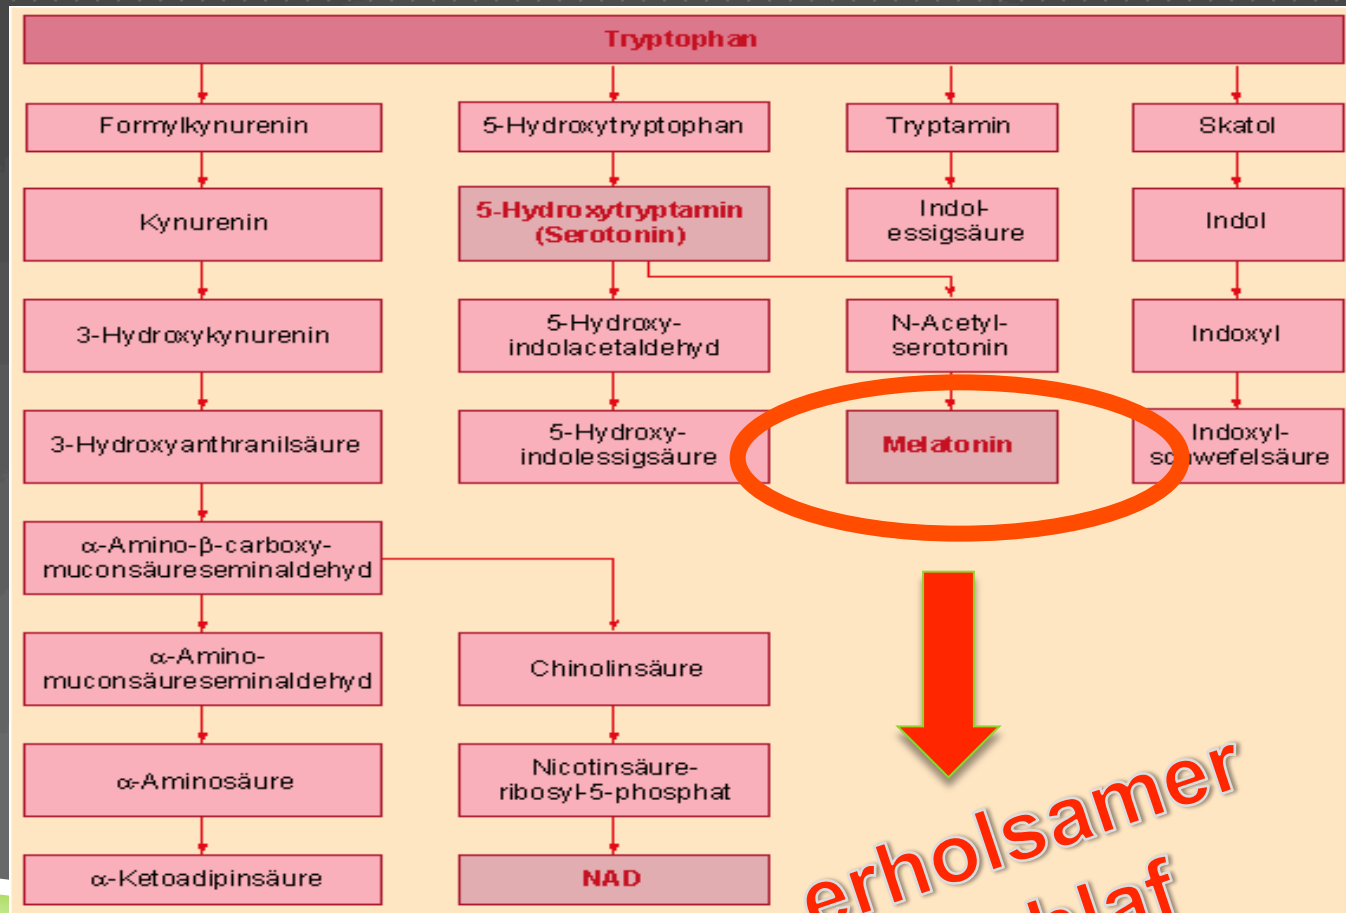 Tryptophan
Formylkynurenin
5-Hydroxytryptophan
Tryptamin
Skatol
Kynurenin
5-Hydroxytryptamin
(Serotonin)
Indol-
essigsäure
Indol
3-Hydroxykynurenin
5-Hydroxy-
indolacetaldehyd
N-Acetyl-
serotonin
Indoxyl
3-Hydroxyanthranilsäure
5-Hydroxy-
indolessigsäure
Melatonin
Indoxyl-
schwefelsäure
α-Amino-β-carboxy-
muconsäureseminaldehyd
α-Amino-
muconsäureseminaldehyd
Chinolinsäure
α-Aminosäure
Nicotinsäure-
ribosyl-5-phosphat
α-Ketoadipinsäure
NAD
erholsamer